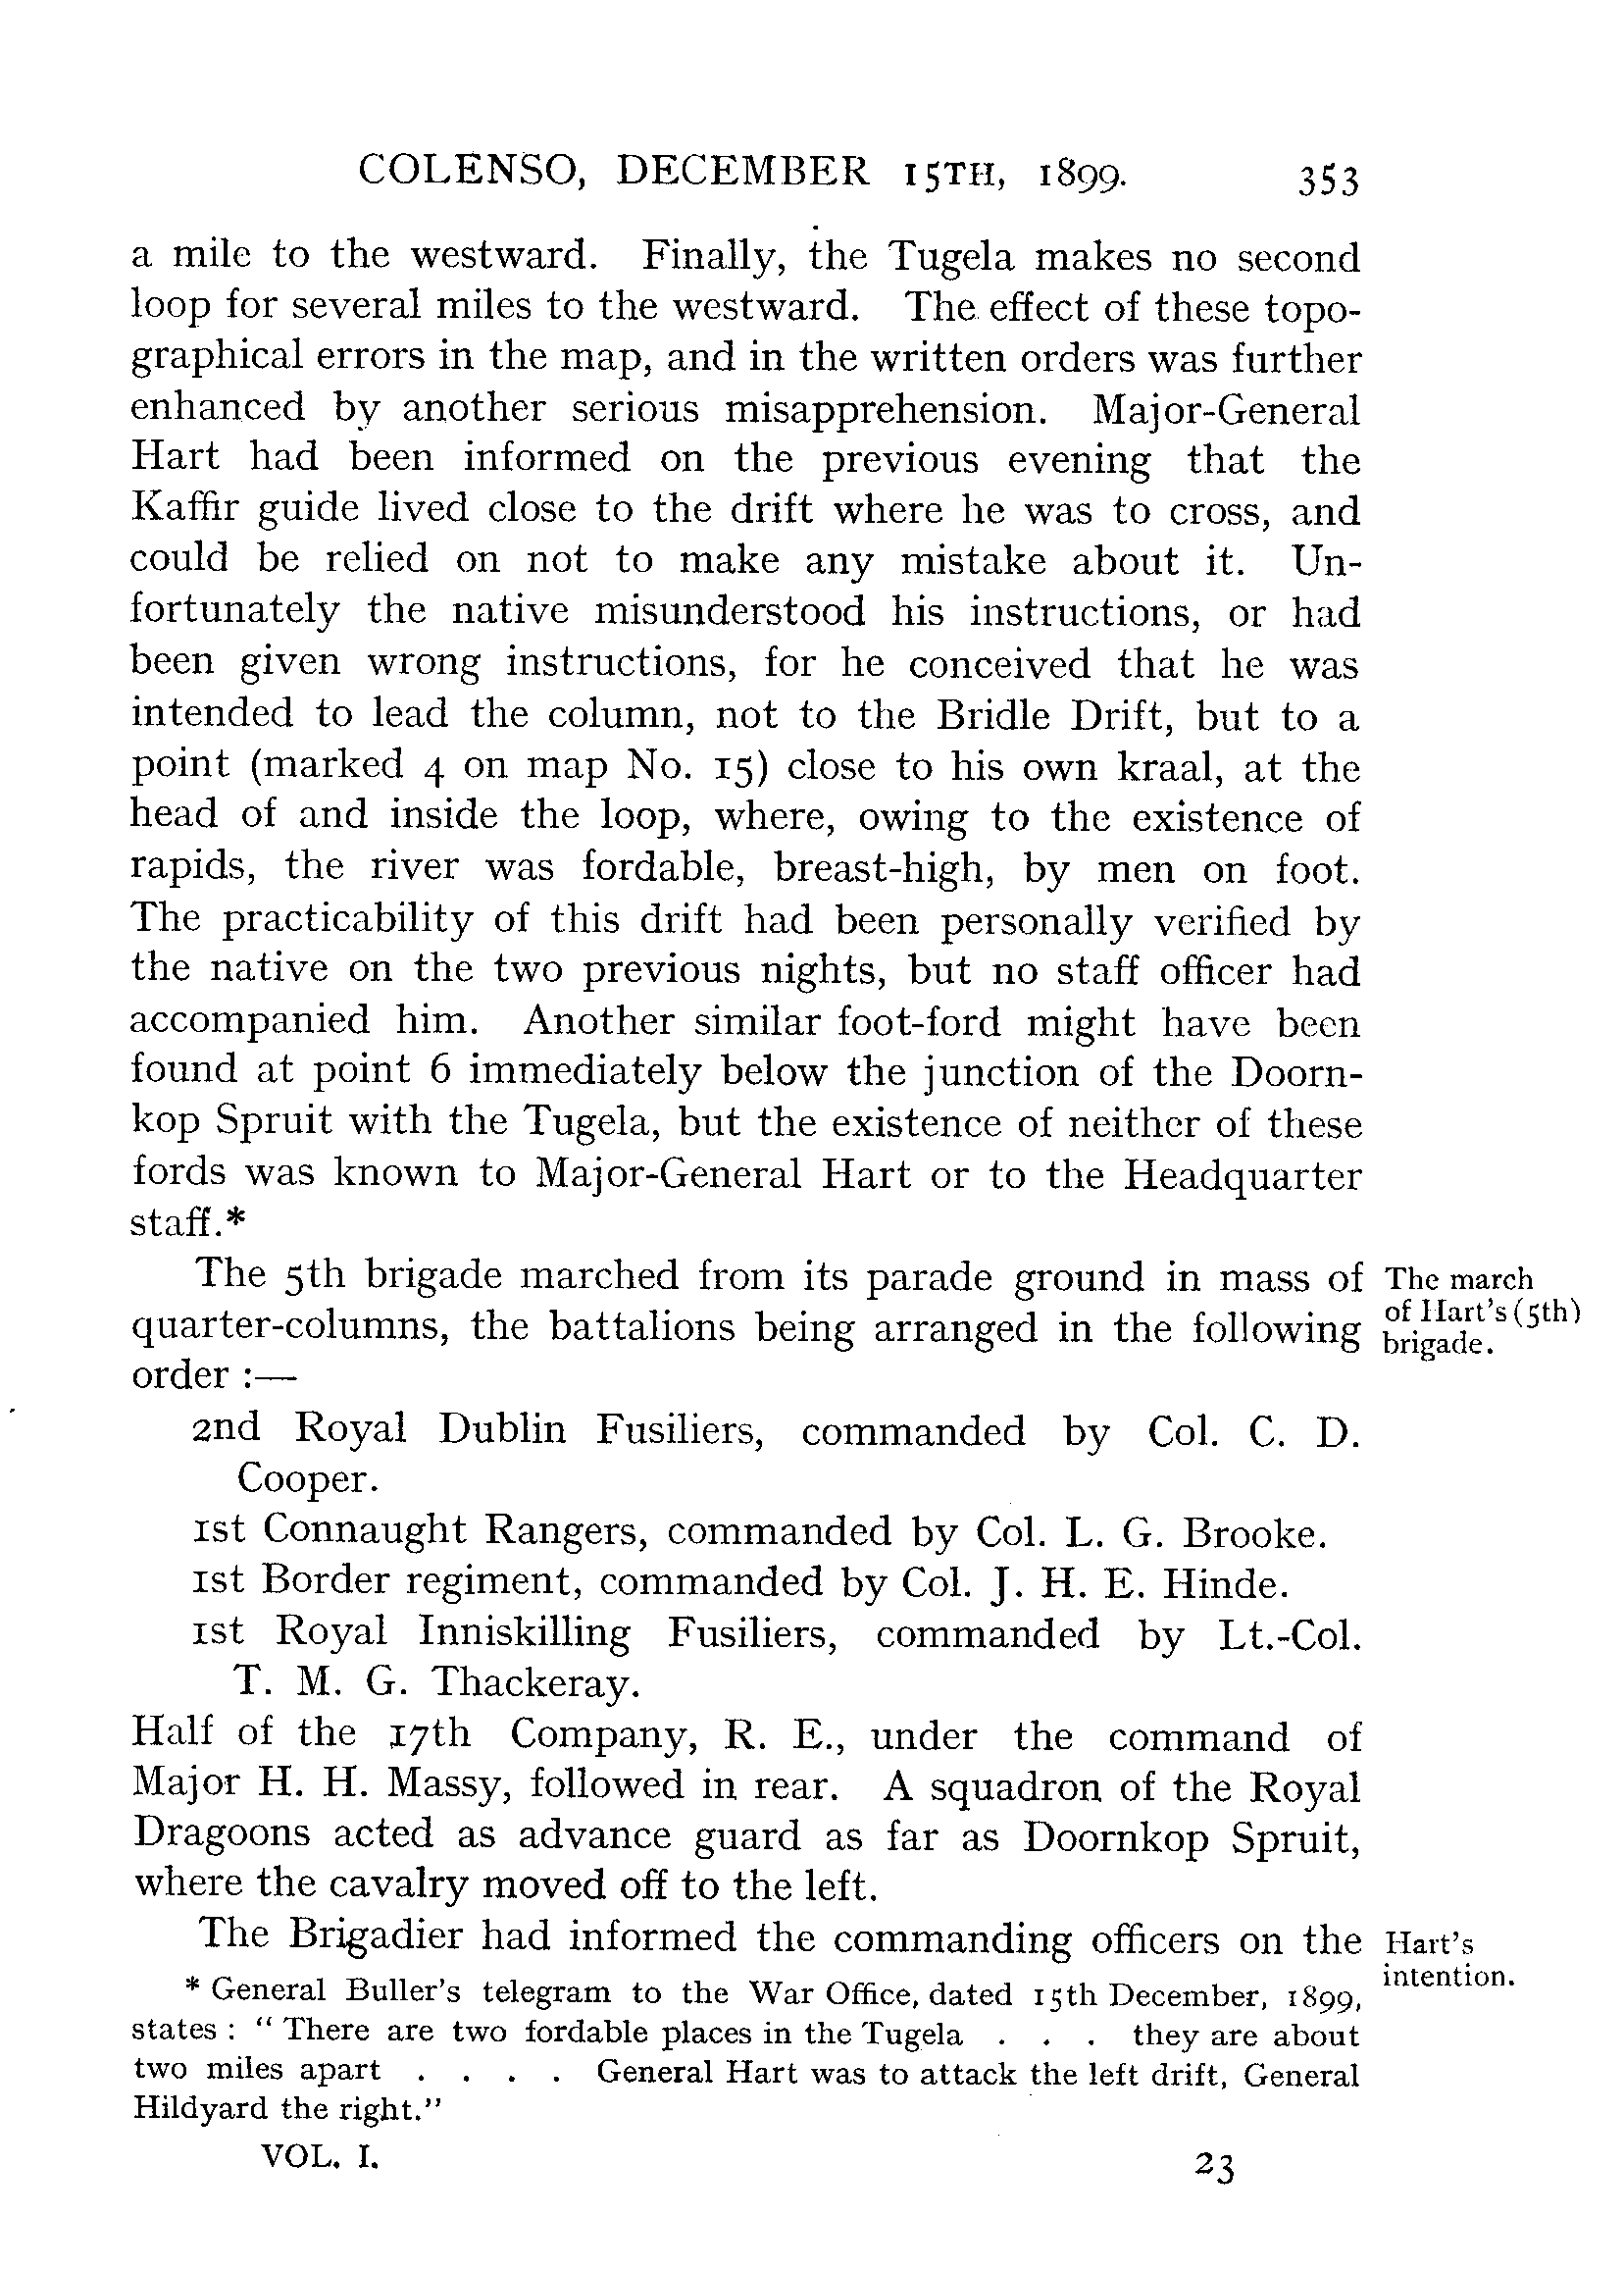 COLENSO, DECEMBER 15TH, 1899. 353
a mile to the westward. Finally, the Tugela makes no second
loop for several miles to the westward. The effect of these topo-
graphical errors in the map, and in the written orders was further
enhanced by another serious misapprehension. Major-General
Hart had been informed on the previous evening that the
Kaffir guide lived close to the drift where he was to cross, and
could be relied on not to make any mistake about it. Un-
fortunately the native misunderstood his instructions, or had
been given wrong instructions, for he conceived that he was
intended to lead the column, not to the Bridle Drift, but to a
point (marked 4 on map No. 15) close to his own kraal, at the
head of and inside the loop, where, owing to the existence of
rapids, the river was fordable, breast-high, by men on foot.
The practicability of this drift had been personally verified by
the native on the two previous nights, but no staff officer had
accompanied him. Another similar foot-ford might have been
found at point 6 immediately below the junction of the Doorn-
kop Spruit with the Tugela, but the existence of neither of these
fords was known to Major-General Hart or to the Headquarter
staff.*
The 5th brigade marched from its parade ground in mass of
quarter-columns, the battalions being arranged in the following
order :—
The march
of Hart's (5th)
brigade.
2nd Royal Dublin Fusiliers, commanded by Col. C. D.
Cooper.
1st Connaught Rangers, commanded by Col. L. G. Brooke.
1st Border regiment, commanded by Col. J. H. E. Hinde.
1st Royal Inniskilling Fusiliers, commanded by Lt.-Col.
T. M. G. Thackeray.
Half of the 17th Company, R. E., under the command of
Major H. H. Massy, followed in rear. A squadron of the Royal
Dragoons acted as advance guard as far as Doornkop Spruit,
where the cavalry moved off to the left.
The Brigadier had informed the commanding officers on the
Hart's
intention.
* General Buller's telegram to the War Office, dated 15th December, 1899,
states : " There are two fordable places in the Tugela . . . they are about
two miles apart . . . . General Hart was to attack the left drift, General
Hildyard the right."
VOL. I. 23